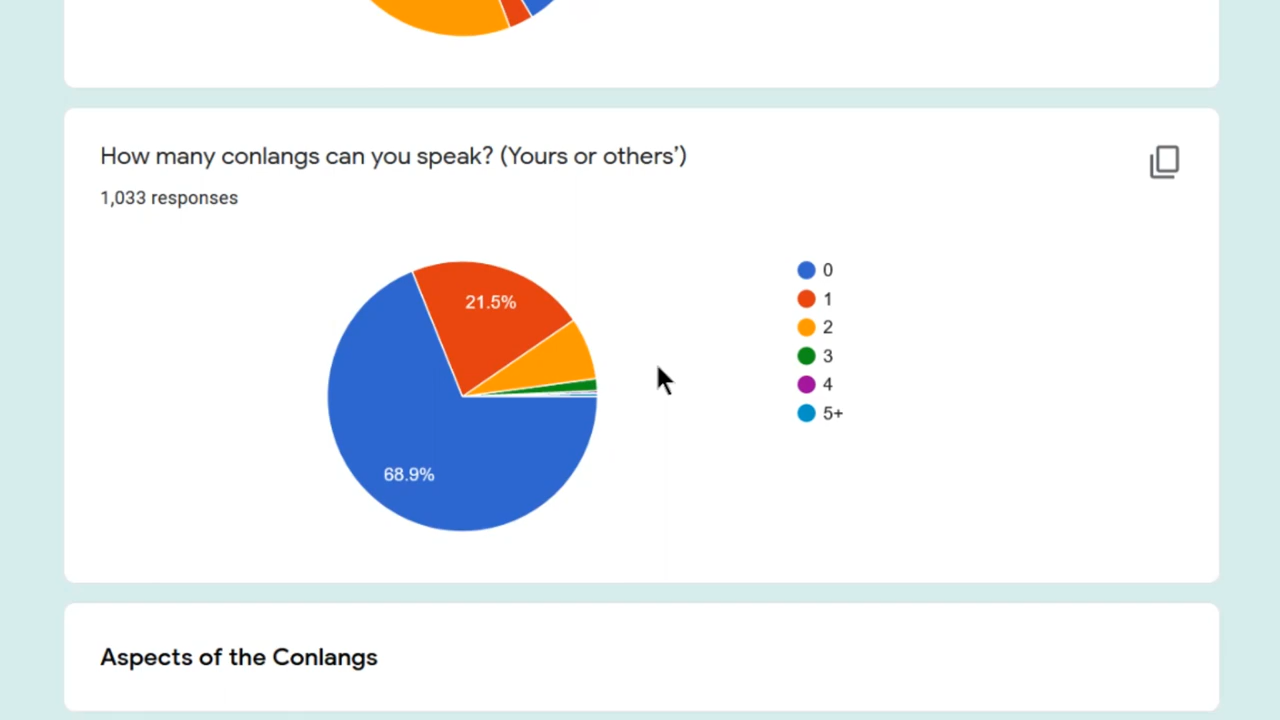 How many conlangs can you speak? (Yours or others’)
1,033 responses
21.5%
68.9%
0
1
2
3
4
5+
Aspects of the Conlangs